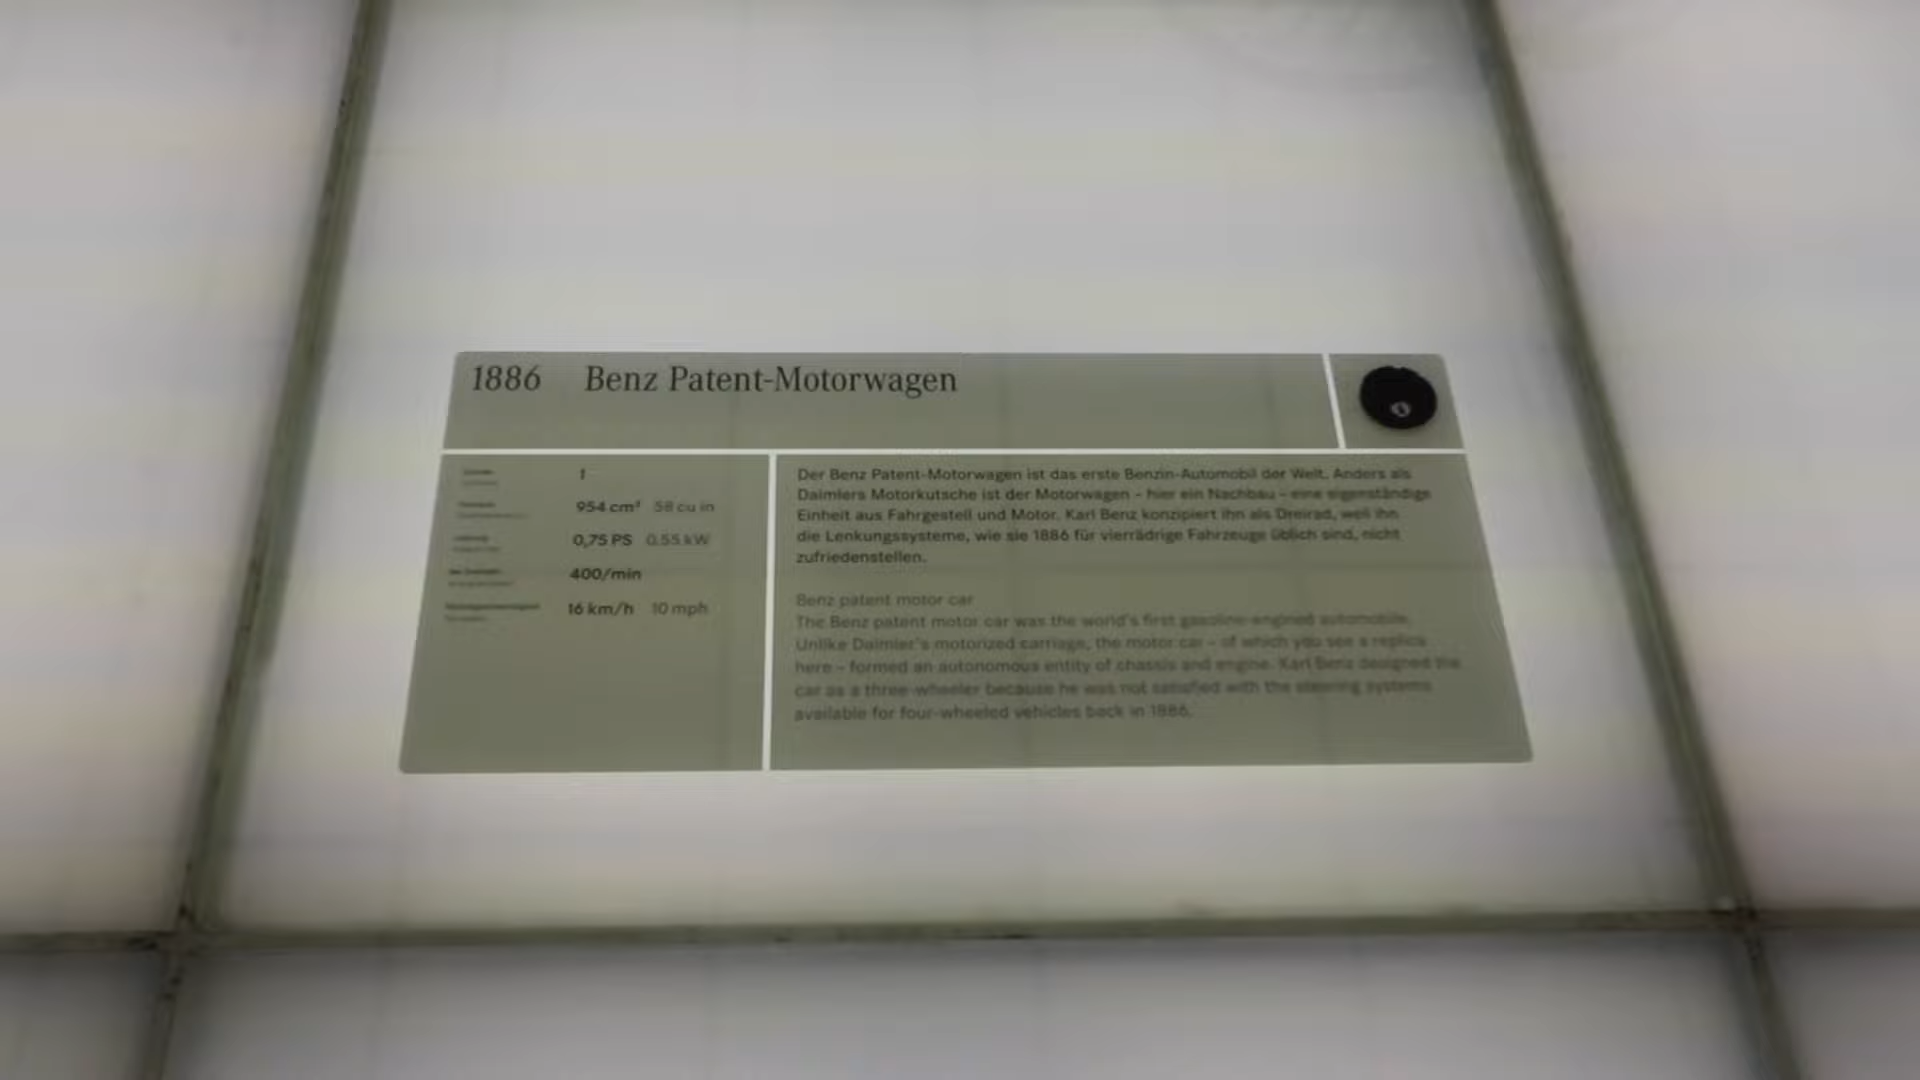 1886 Benz Patent-Motorwagen
1
954 cm³ 58 cu in
0,75 PS 0,55 kW
400/min
16 km/h 10 mph
Der Benz Patent-Motorwagen ist das erste Benzin-Automobil der Welt. Anders als
Daimlers Motorkutsche ist der Motorwagen – hier ein Nachbau – eine eigenständige
Einheit aus Fahrgestell und Motor. Karl Benz konzipiert ihn als Dreirad, weil ihn
die Lenkungssysteme, wie sie 1886 für vierrädrige Fahrzeuge üblich sind, nicht
zufriedenstellen.
Benz patent motor car
The Benz patent motor car was the world's first gasoline-engined automobile.
Unlike Daimler's motorized carriage, the motor car – of which you see a replica
here – formed an autonomous entity of chassis and engine. Karl Benz designed the
car as a three-wheeler because he was not satisfied with the steering systems
available for four-wheeled vehicles back in 1886.